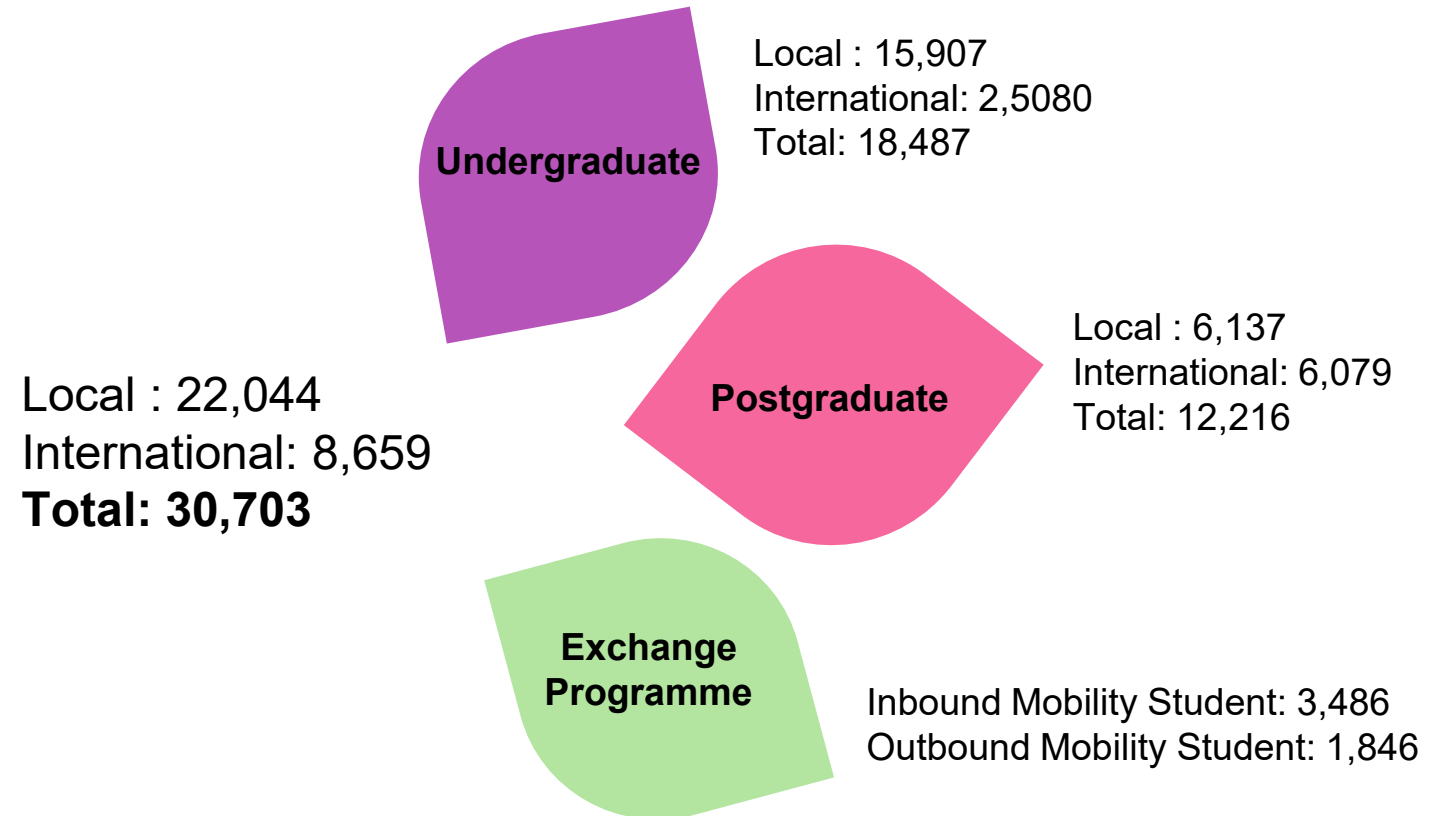 Undergraduate
Local : 15,907
International: 2,5080
Total: 18,487
Postgraduate
Local : 6,137
International: 6,079
Total: 12,216
Local : 22,044
International: 8,659
Total: 30,703
Exchange
Programme
Inbound Mobility Student: 3,486
Outbound Mobility Student: 1,846